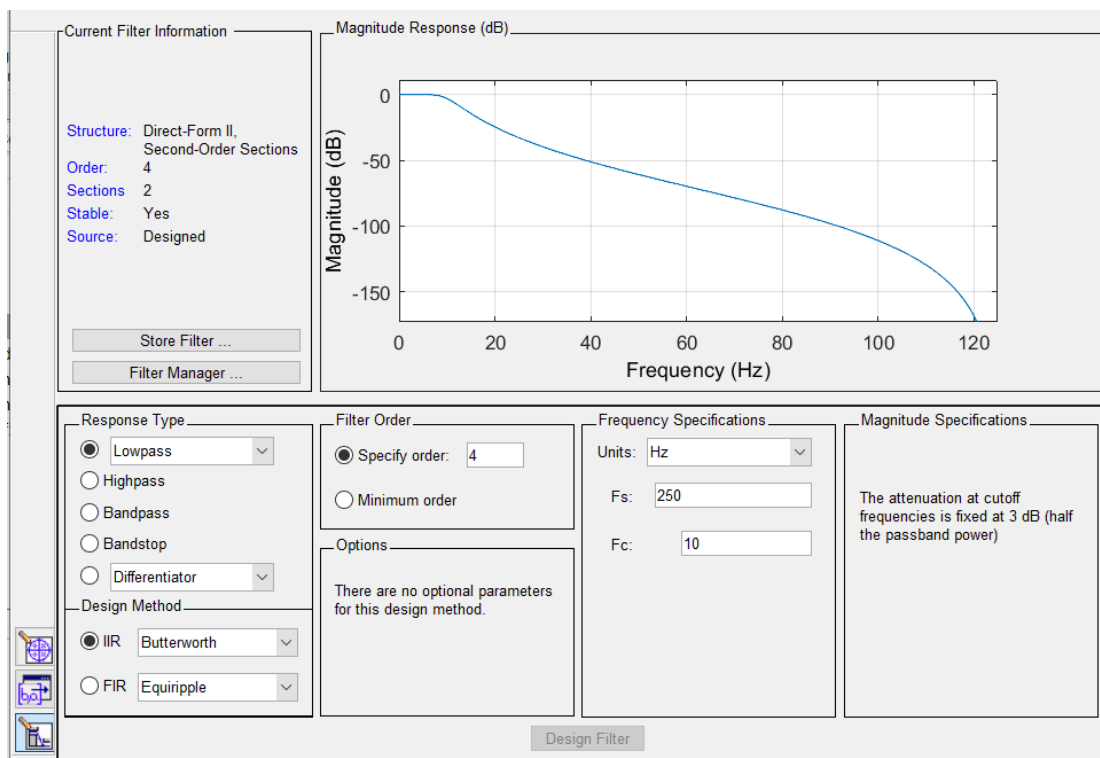 Current Filter Information
Structure: Direct-Form II,
Second-Order Sections
Order: 4
Sections 2
Stable: Yes
Source: Designed
Store Filter ...
Filter Manager ...
Magnitude Response (dB)
Magnitude (dB)
0
-50
-100
-150
0 20 40 60 80 100 120
Frequency (Hz)
Response Type
Lowpass
Highpass
Bandpass
Bandstop
Differentiator
Design Method
IIR Butterworth
FIR Equiripple
Filter Order
Specify order: 4
Minimum order
Options
There are no optional parameters
for this design method.
Frequency Specifications
Units: Hz
Fs: 250
Fc: 10
Magnitude Specifications
The attenuation at cutoff
frequencies is fixed at 3 dB (half
the passband power)
Design Filter